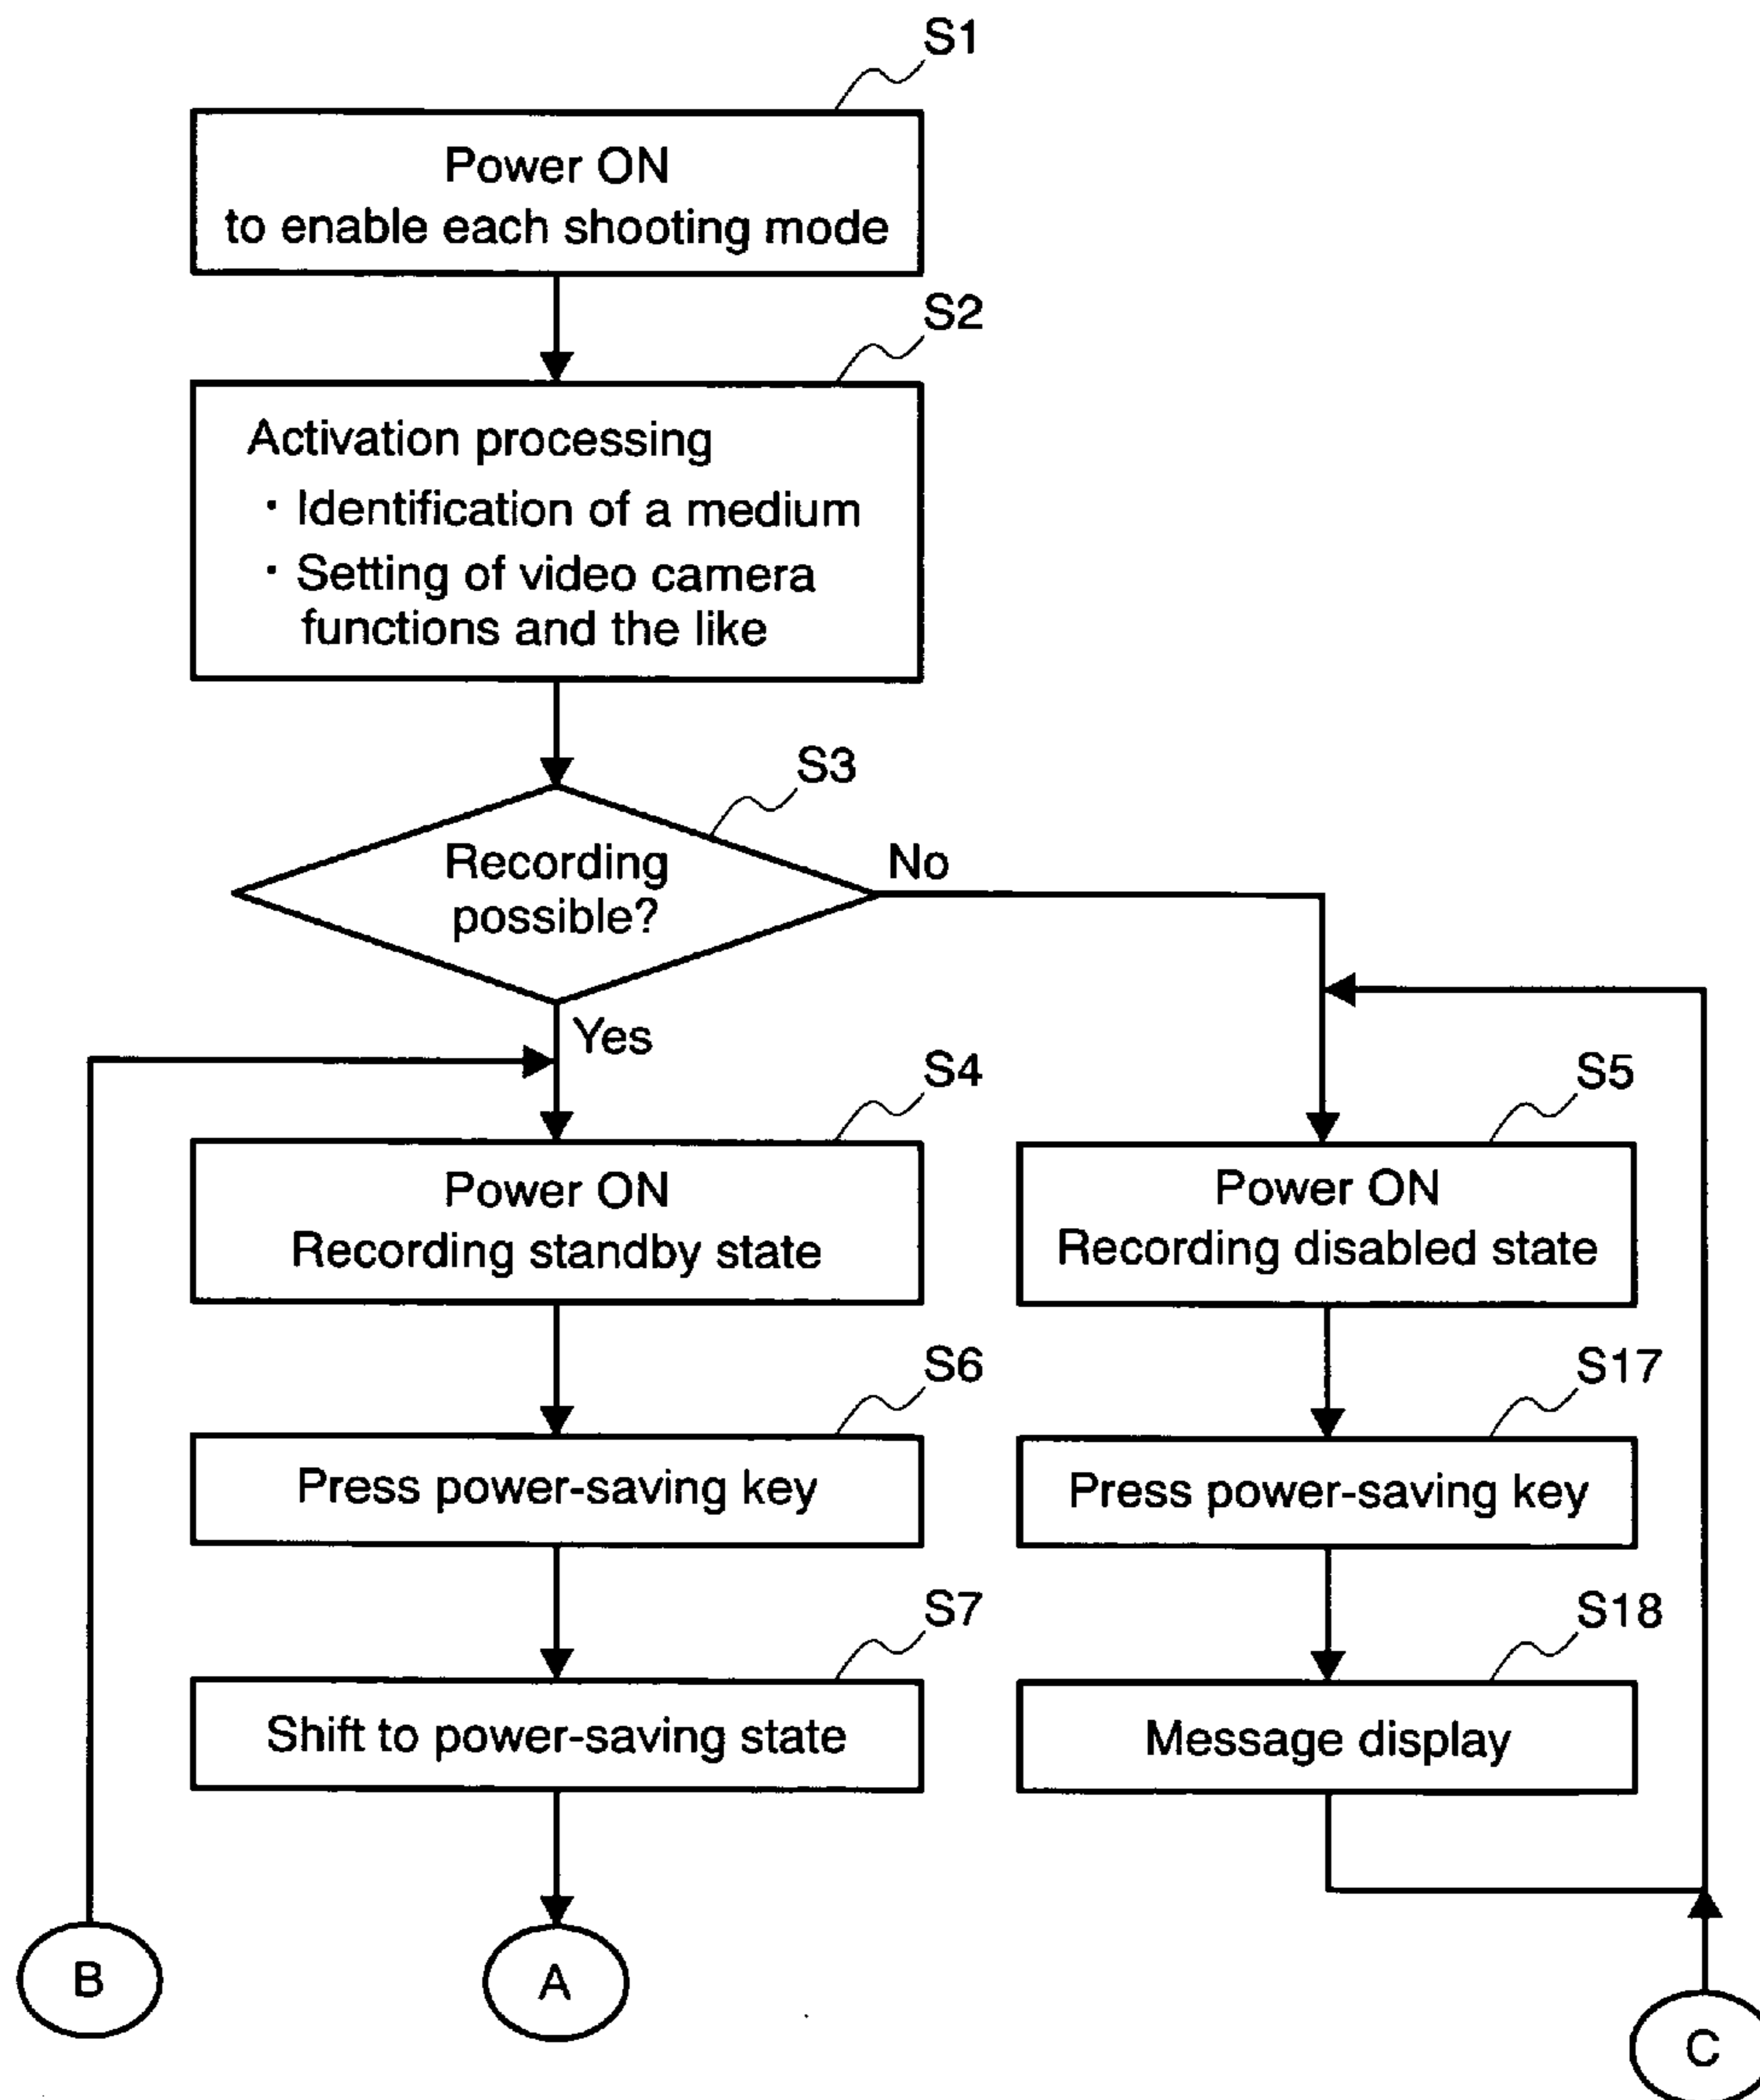 S1
Power ON
to enable each shooting mode
S2
Activation processing
・Identification of a medium
・Setting of video camera
functions and the like
S3
Recording
possible?
No
Yes
S4
Power ON
Recording standby state
S5
Power ON
Recording disabled state
S6
Press power-saving key
S17
Press power-saving key
S7
Shift to power-saving state
S18
Message display
B
A
C